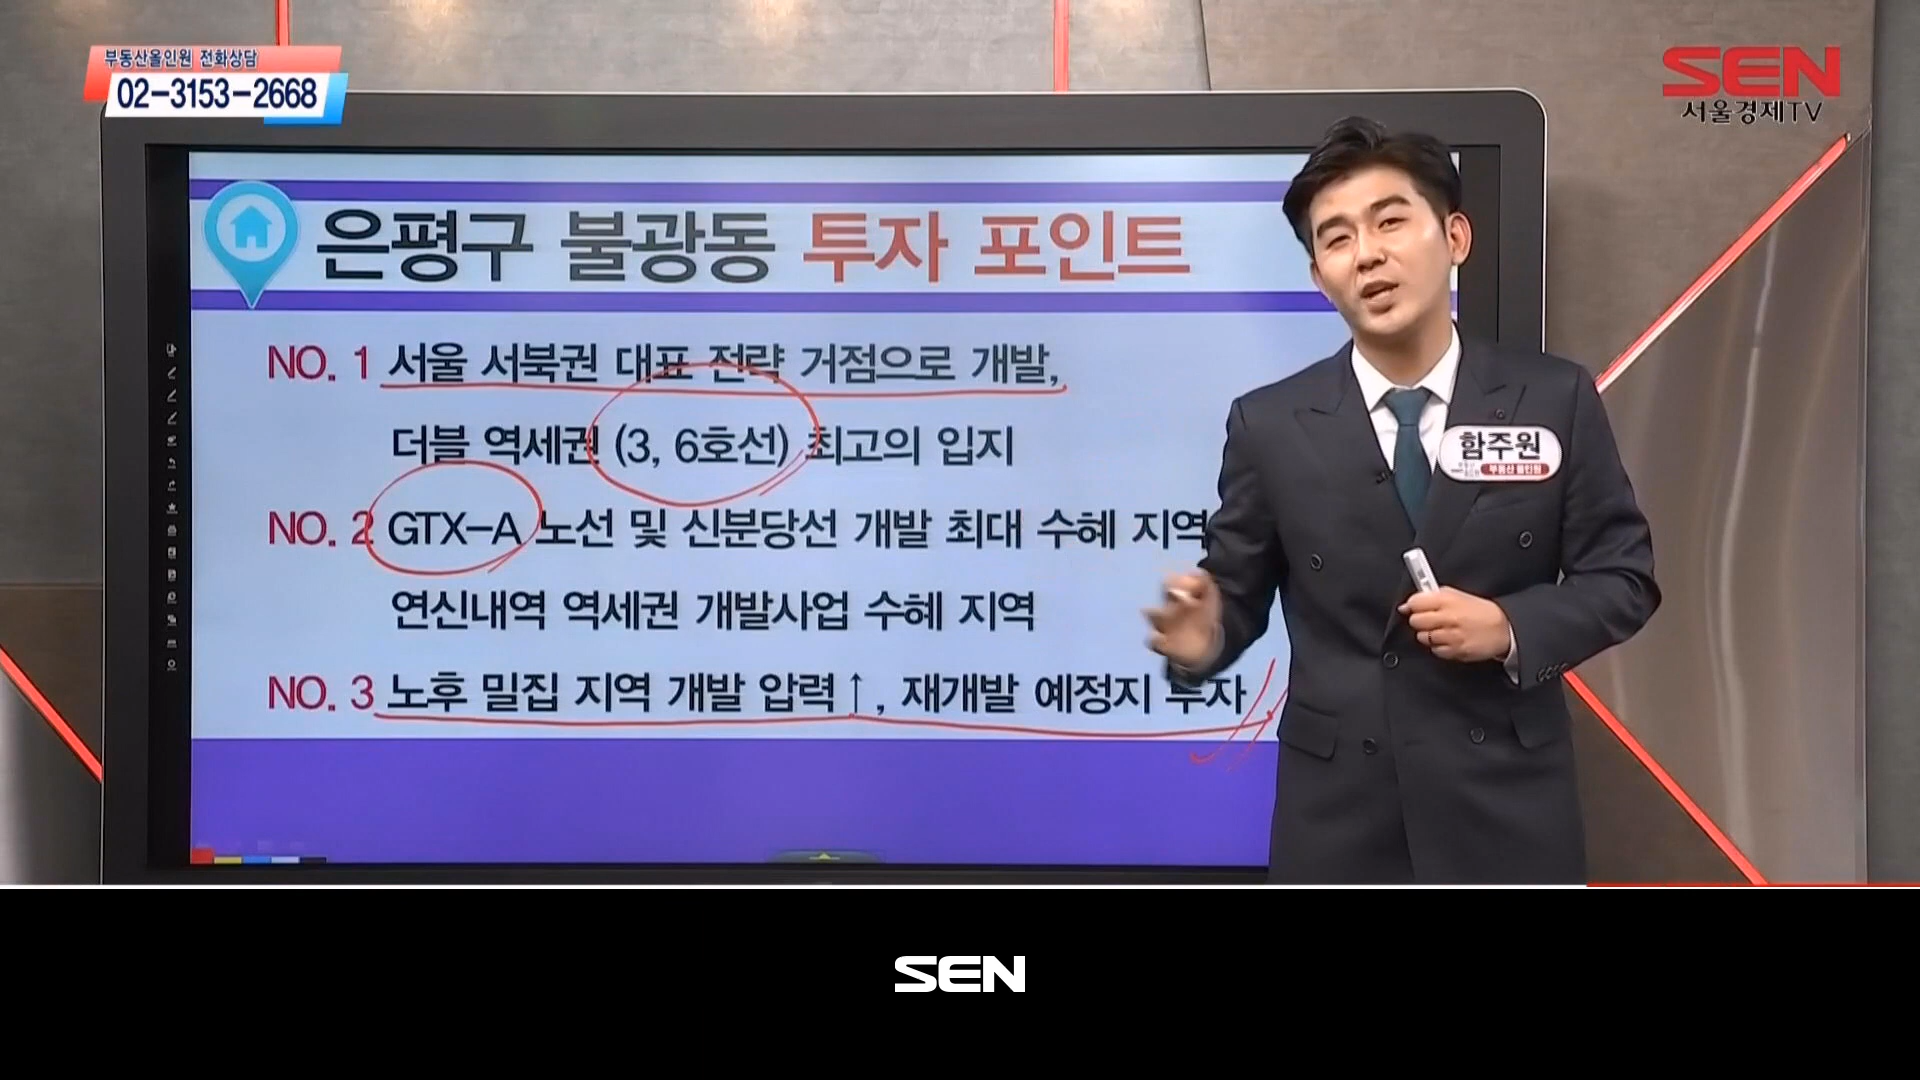 부동산올인원 전화상담
02-3153-2668
SEN
서울경제TV
은평구 불광동 투자 포인트
NO. 1 서울 서북권 대표 전략 거점으로 개발,
더블 역세권 (3, 6호선) 최고의 입지
NO. 2 GTX-A 노선 및 신분당선 개발 최대 수혜 지역
연신내역 역세권 개발사업 수혜 지역
NO. 3 노후 밀집 지역 개발 압력↑, 재개발 예정지 투자
함주원
부동산 올인원
SEN